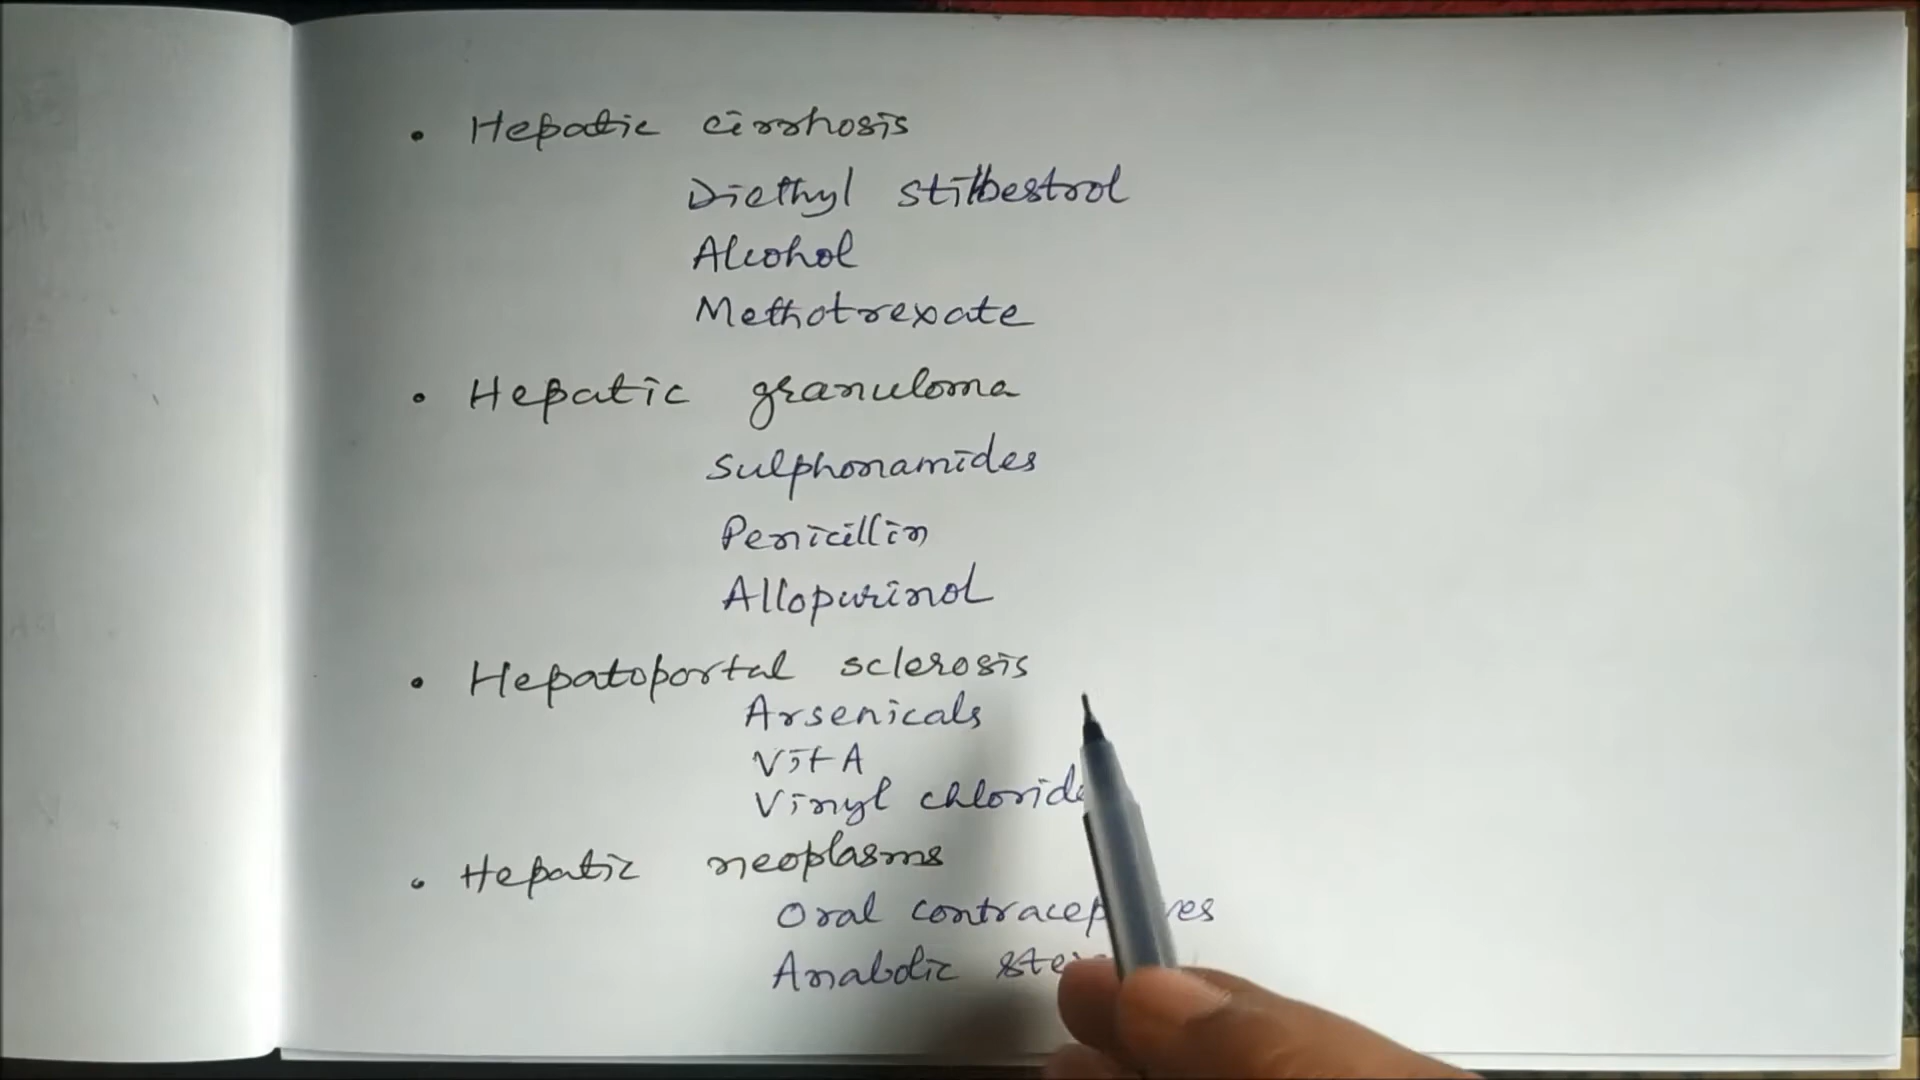 • Hepatic cirrhosis
Diethyl stilbestrol
Alcohol
Methotrexate
• Hepatic granuloma
Sulphonamides
Penicillin
Allopurinol
• Hepatoportal sclerosis
Arsenicals
Vit A
Vinyl chloride
• Hepatic neoplasms
Oral
Anabolic